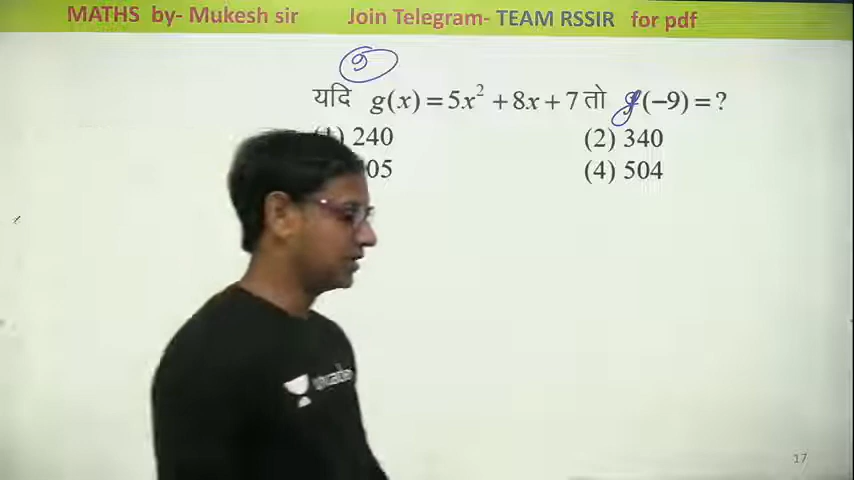 MATHS by- Mukesh sir Join Telegram- TEAM RSSIR for pdf
9
यदि g(x) = 5x² + 8x + 7 तो g(−9) = ?
240 (2) 340
05 (4) 504
17